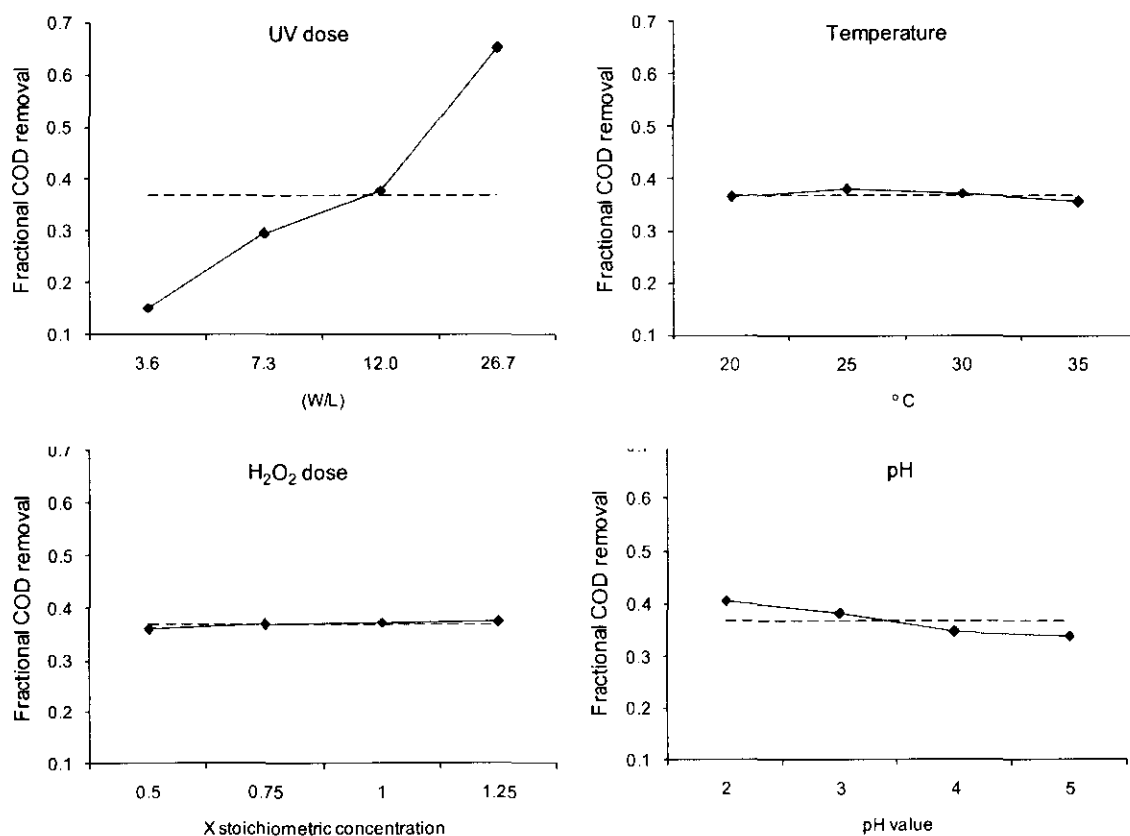 UV dose
Fractional COD removal
0.7
0.6
0.5
0.4
0.3
0.2
0.1
3.6 7.3 12.0 26.7
(W/L)
Temperature
Fractional COD removal
0.7
0.6
0.5
0.4
0.3
0.2
0.1
20 25 30 35
°C
H₂O₂ dose
Fractional COD removal
0.7
0.6
0.5
0.4
0.3
0.2
0.1
0.5 0.75 1 1.25
X stoichiometric concentration
pH
Fractional COD removal
0.7
0.6
0.5
0.4
0.3
0.2
0.1
2 3 4 5
pH value